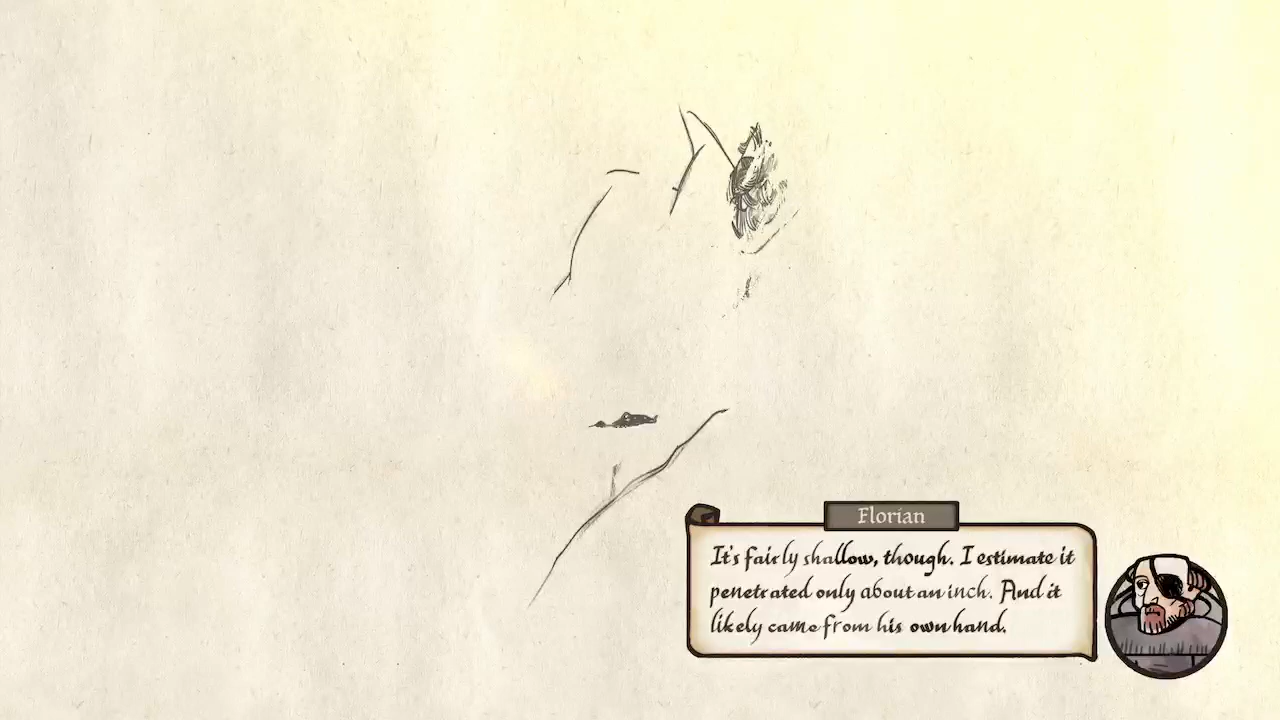 Florian
It's fairly shallow, though. I estimate it
penetrated only about an inch. And it
likely came from his own hand.